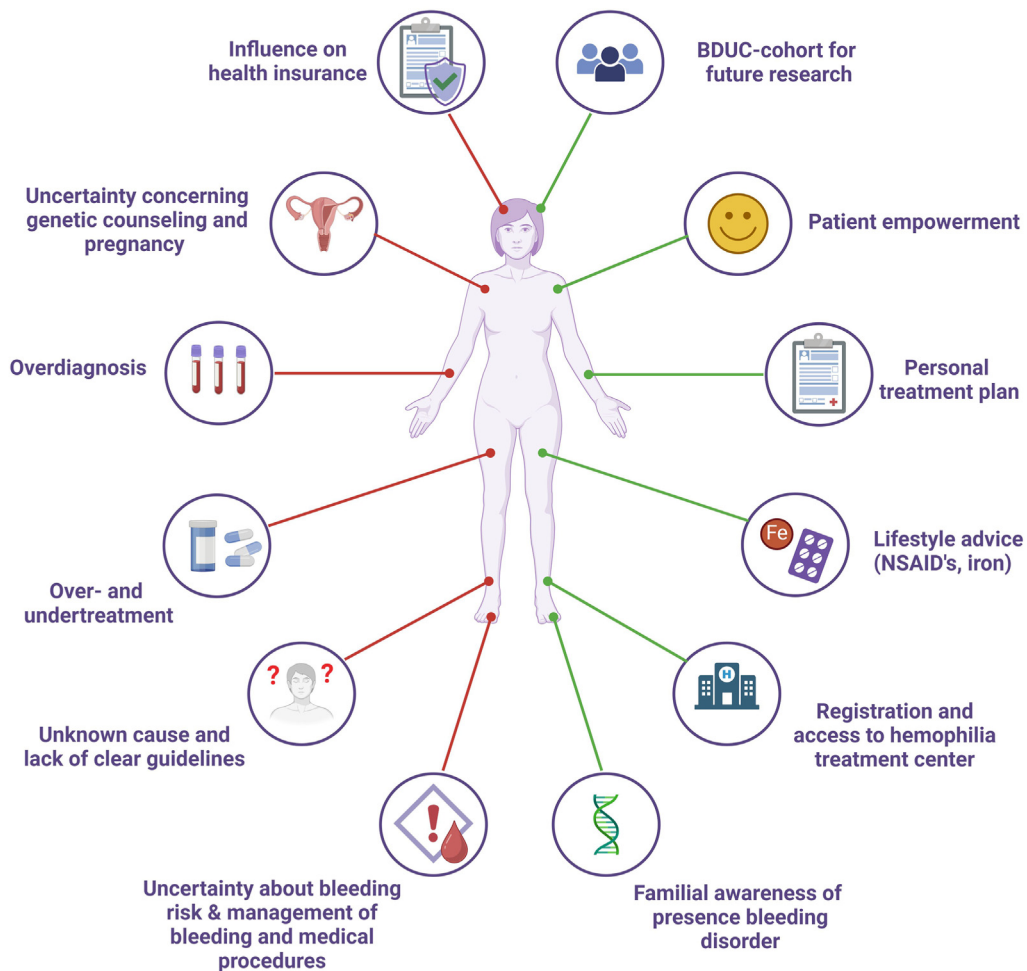 Influence on
health insurance
BDUC-cohort for
future research
Uncertainty concerning
genetic counseling and
pregnancy
Patient empowerment
Overdiagnosis
Personal
treatment plan
Over- and
undertreatment
Fe
Lifestyle advice
(NSAID's, iron)
? ?
Unknown cause and
lack of clear guidelines
H
Registration and
access to hemophilia
treatment center
!
Uncertainty about bleeding
risk & management of
bleeding and medical
procedures
Familial awareness of
presence bleeding
disorder